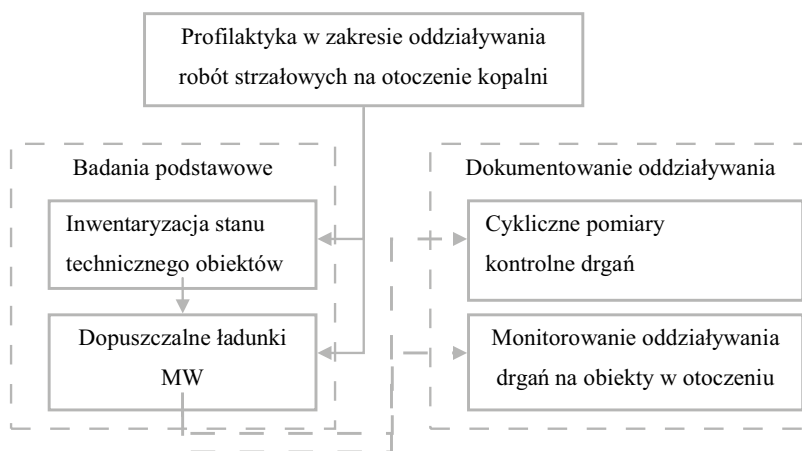 Profilaktyka w zakresie oddziaływania
robót strzałowych na otoczenie kopalni
Badania podstawowe
Inwentaryzacja stanu
technicznego obiektów
Dopuszczalne ładunki
MW
Dokumentowanie oddziaływania
Cykliczne pomiary
kontrolne drgań
Monitorowanie oddziaływania
drgań na obiekty w otoczeniu